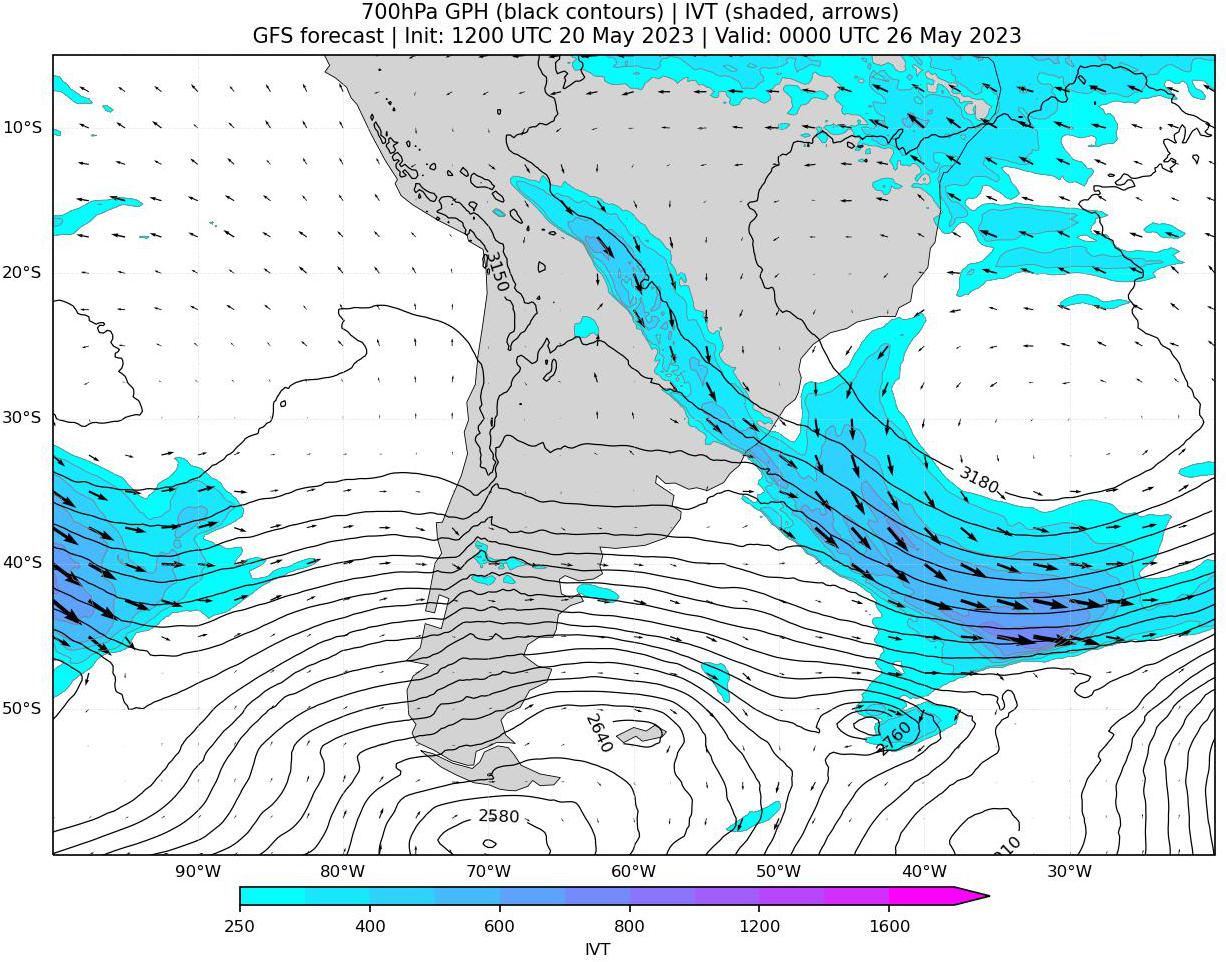 700hPa GPH (black contours) | IVT (shaded, arrows)
GFS forecast | Init: 1200 UTC 20 May 2023 | Valid: 0000 UTC 26 May 2023
10°S
20°S
30°S
40°S
50°S
3150
3180
2640
2760
2580
90°W
80°W
70°W
60°W
50°W
40°W
30°W
250
400
600
800
1200
1600
IVT